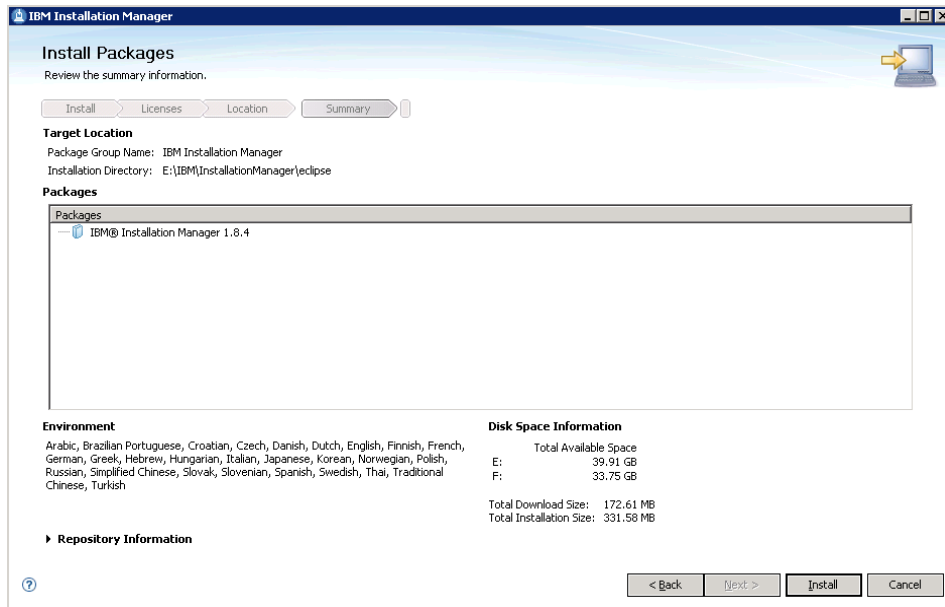 IBM Installation Manager
Install Packages
Review the summary information.
Install Licenses Location Summary
Target Location
Package Group Name: IBM Installation Manager
Installation Directory: E:\IBM\InstallationManager\eclipse
Packages
Packages
IBM® Installation Manager 1.8.4
Environment
Arabic, Brazilian Portuguese, Croatian, Czech, Danish, Dutch, English, Finnish, French,
German, Greek, Hebrew, Hungarian, Italian, Japanese, Korean, Norwegian, Polish,
Russian, Simplified Chinese, Slovak, Slovenian, Spanish, Swedish, Thai, Traditional
Chinese, Turkish
Disk Space Information
Total Available Space
E: 39.91 GB
F: 33.75 GB
Total Download Size: 172.61 MB
Total Installation Size: 331.58 MB
Repository Information
? < Back Next > Install Cancel